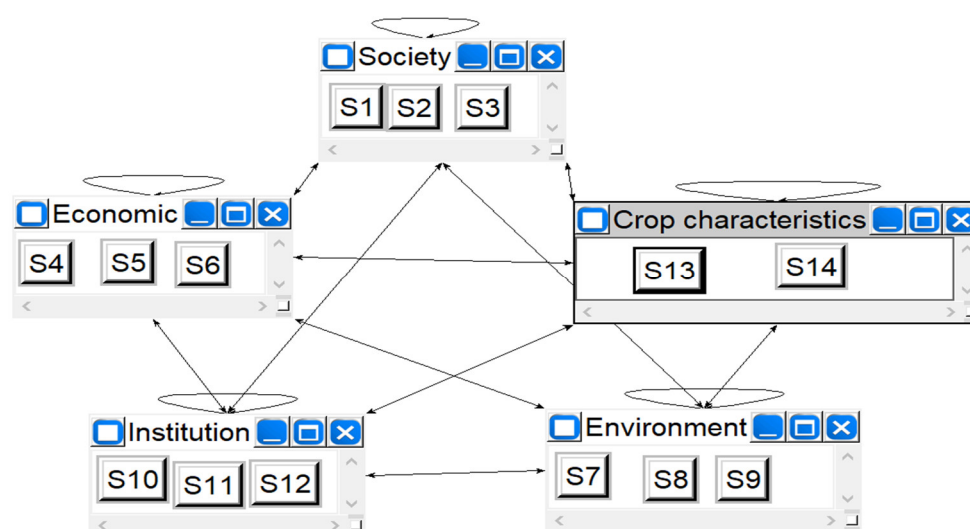 Society
S1 S2 S3
Economic
S4 S5 S6
Crop characteristics
S13 S14
Institution
S10 S11 S12
Environment
S7 S8 S9